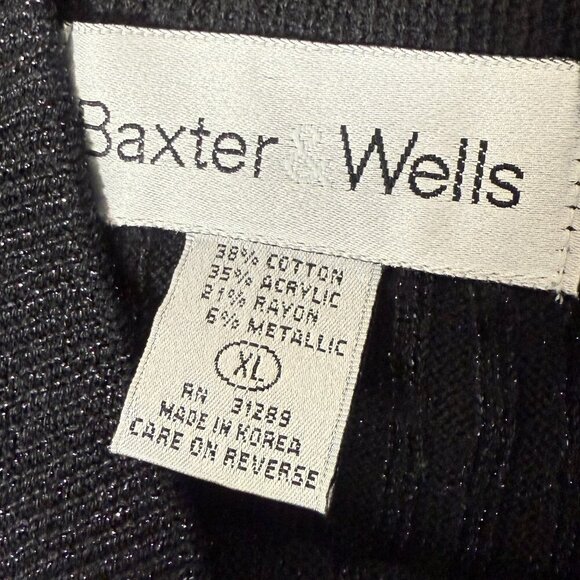 Baxter & Wells
38% COTTON
35% ACRYLIC
21% RAYON
6% METALLIC
XL
RN 31289
MADE IN KOREA
CARE ON REVERSE